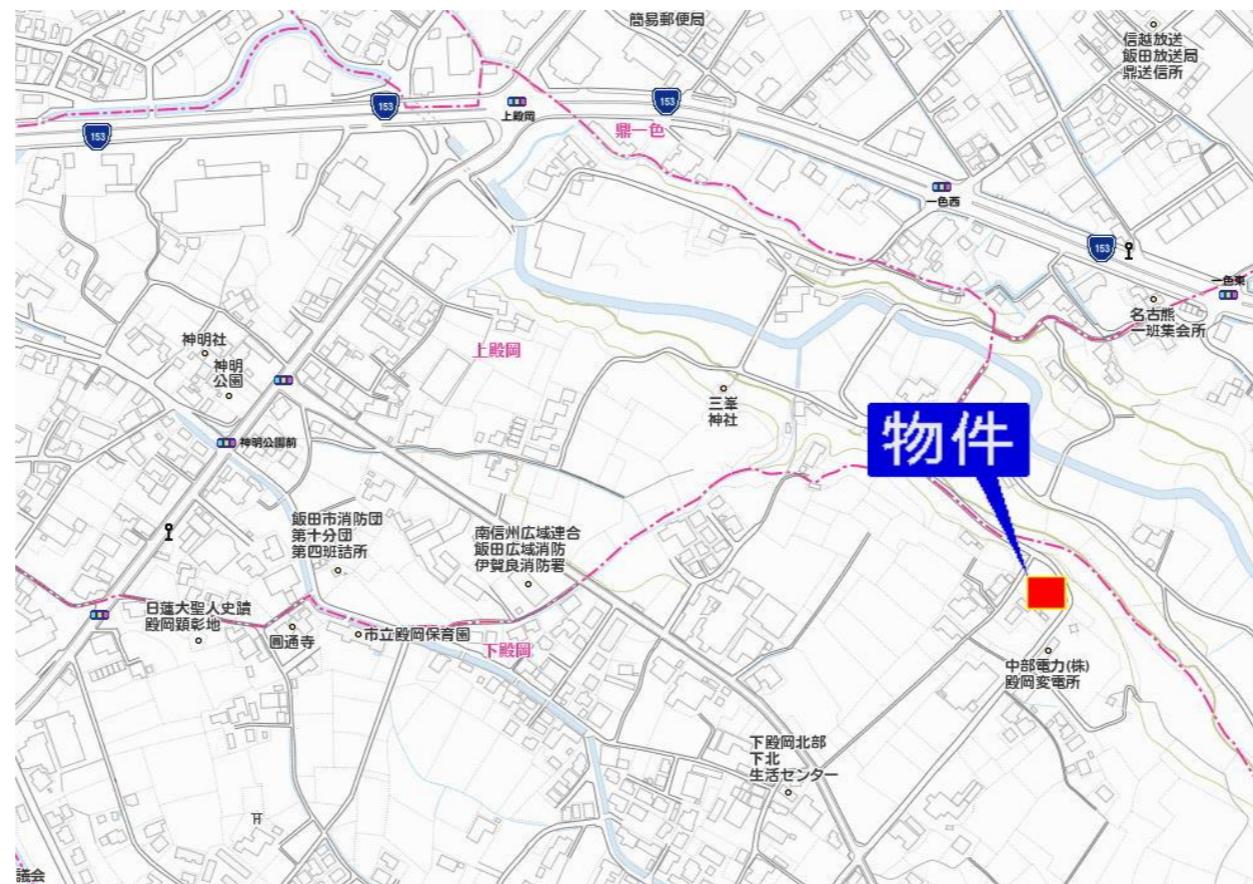 簡易郵便局
信越放送
飯田放送局
鼎送信所
153
153
153
上殿岡
鼎一色
一色西
153
一色東
名古熊
一班集会所
神明社
神明
公園
上殿岡
三峯
神社
物件
神明公園前
飯田市消防団
第十分団
第四班詰所
南信州広域連合
飯田広域消防
伊賀良消防署
日蓮大聖人史蹟
殿岡顕彰地
圓通寺
市立殿岡保育園
下殿岡
中部電力(株)
殿岡変電所
下殿岡北部
下北
生活センター
議会